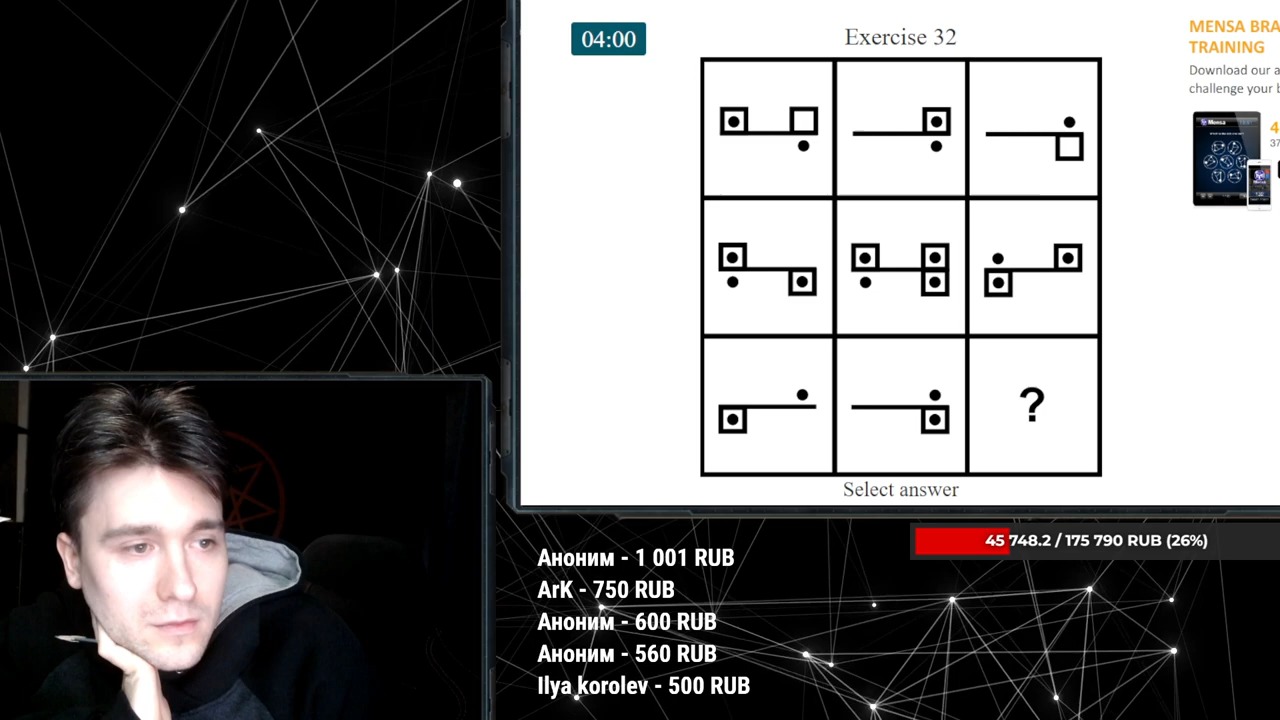 04:00
Exercise 32
MENSA BRA
TRAINING
Download our a
challenge your b
Mensa
4
37
?
Select answer
45 748.2 / 175 790 RUB (26%)
Аноним - 1 001 RUB
ArK - 750 RUB
Аноним - 600 RUB
Аноним - 560 RUB
Ilya korolev - 500 RUB